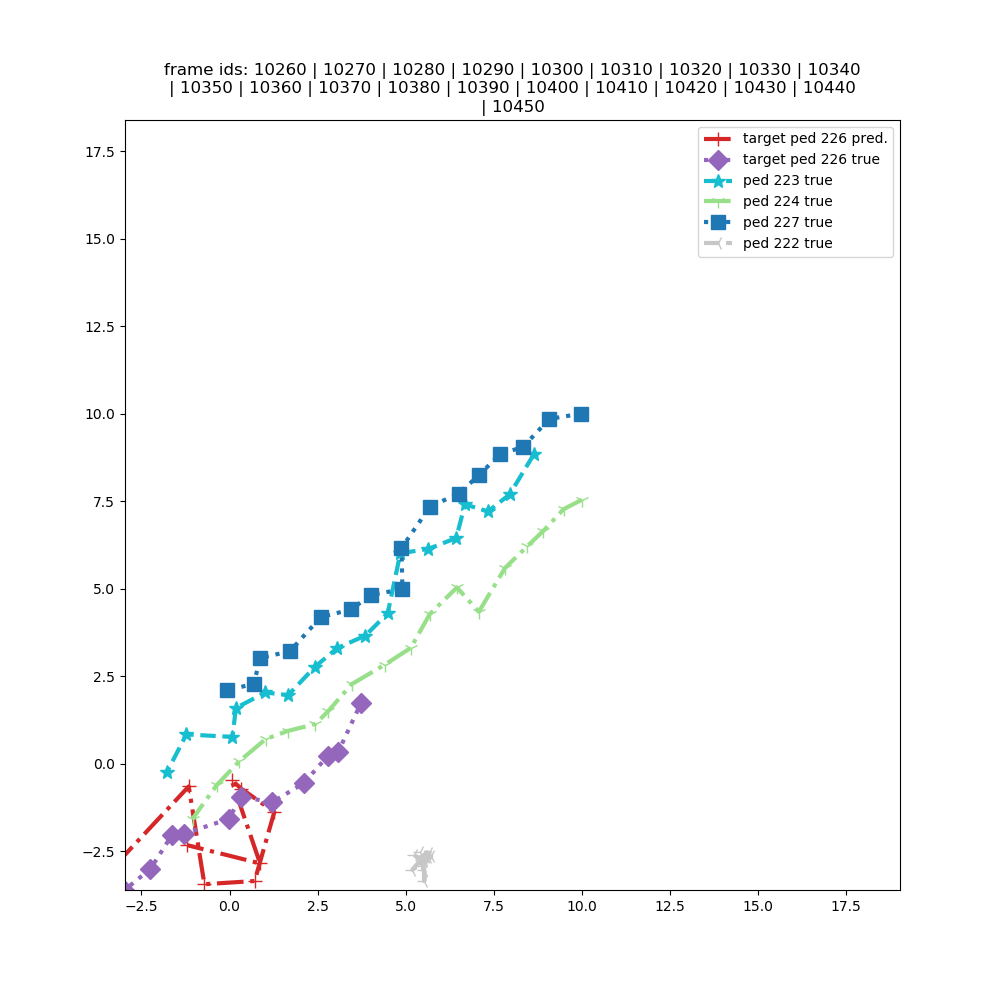 frame ids: 10260 | 10270 | 10280 | 10290 | 10300 | 10310 | 10320 | 10330 | 10340
| 10350 | 10360 | 10370 | 10380 | 10390 | 10400 | 10410 | 10420 | 10430 | 10440
| 10450
target ped 226 pred.
target ped 226 true
ped 223 true
ped 224 true
ped 227 true
ped 222 true
17.5
15.0
12.5
10.0
7.5
5.0
2.5
0.0
−2.5
−2.5 0.0 2.5 5.0 7.5 10.0 12.5 15.0 17.5